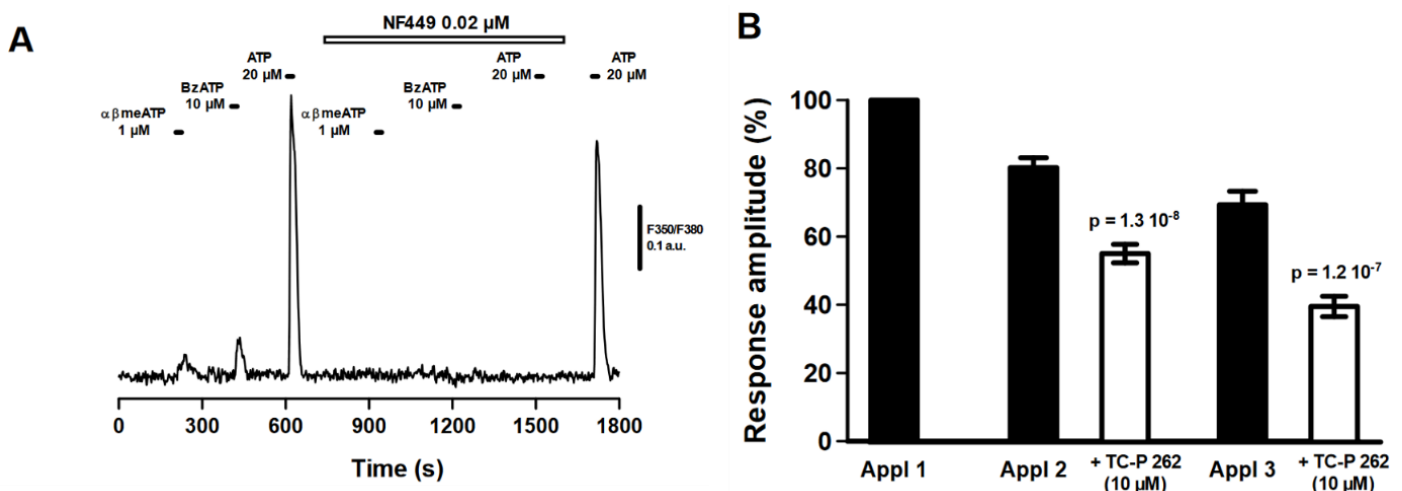 A
NF449 0.02 µM
ATP
20 µM
BzATP
10 µM
αβmeATP
1 µM
αβmeATP
1 µM
BzATP
10 µM
ATP
20 µM
ATP
20 µM
F350/F380
0.1 a.u.
0 300 600 900 1200 1500 1800
Time (s)
B
Response amplitude (%)
100
80
60
40
20
0
p = 1.3 10⁻⁸
p = 1.2 10⁻⁷
Appl 1
Appl 2
+ TC-P 262
(10 µM)
Appl 3
+ TC-P 262
(10 µM)